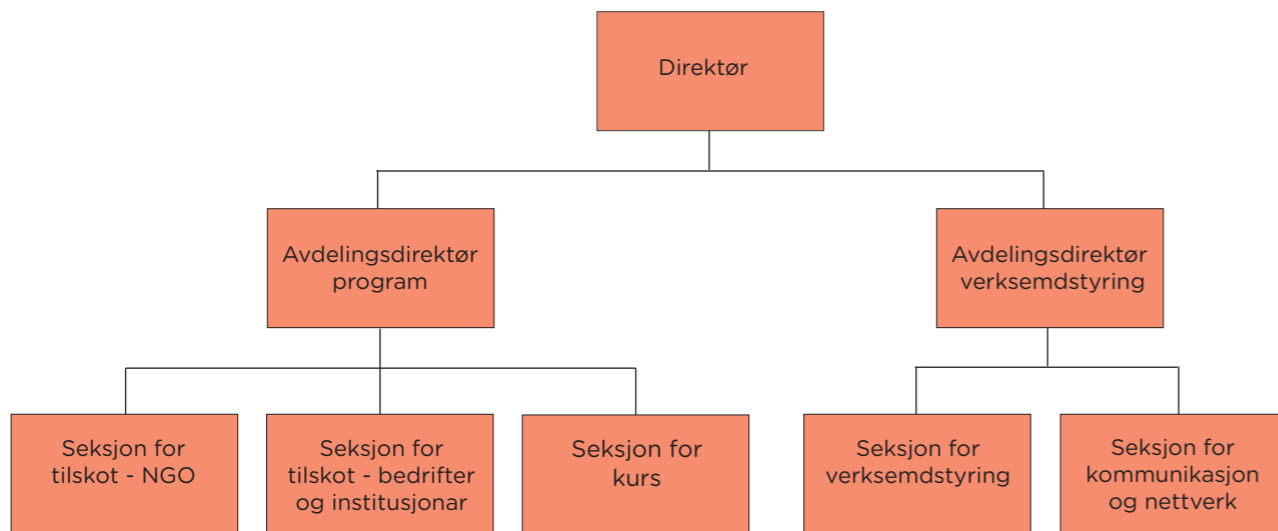 Direktør
Avdelingsdirektør
program
Avdelingsdirektør
verksemdstyring
Seksjon for
tilskot - NGO
Seksjon for
tilskot - bedrifter
og institusjonar
Seksjon for
kurs
Seksjon for
verksemdstyring
Seksjon for
kommunikasjon
og nettverk